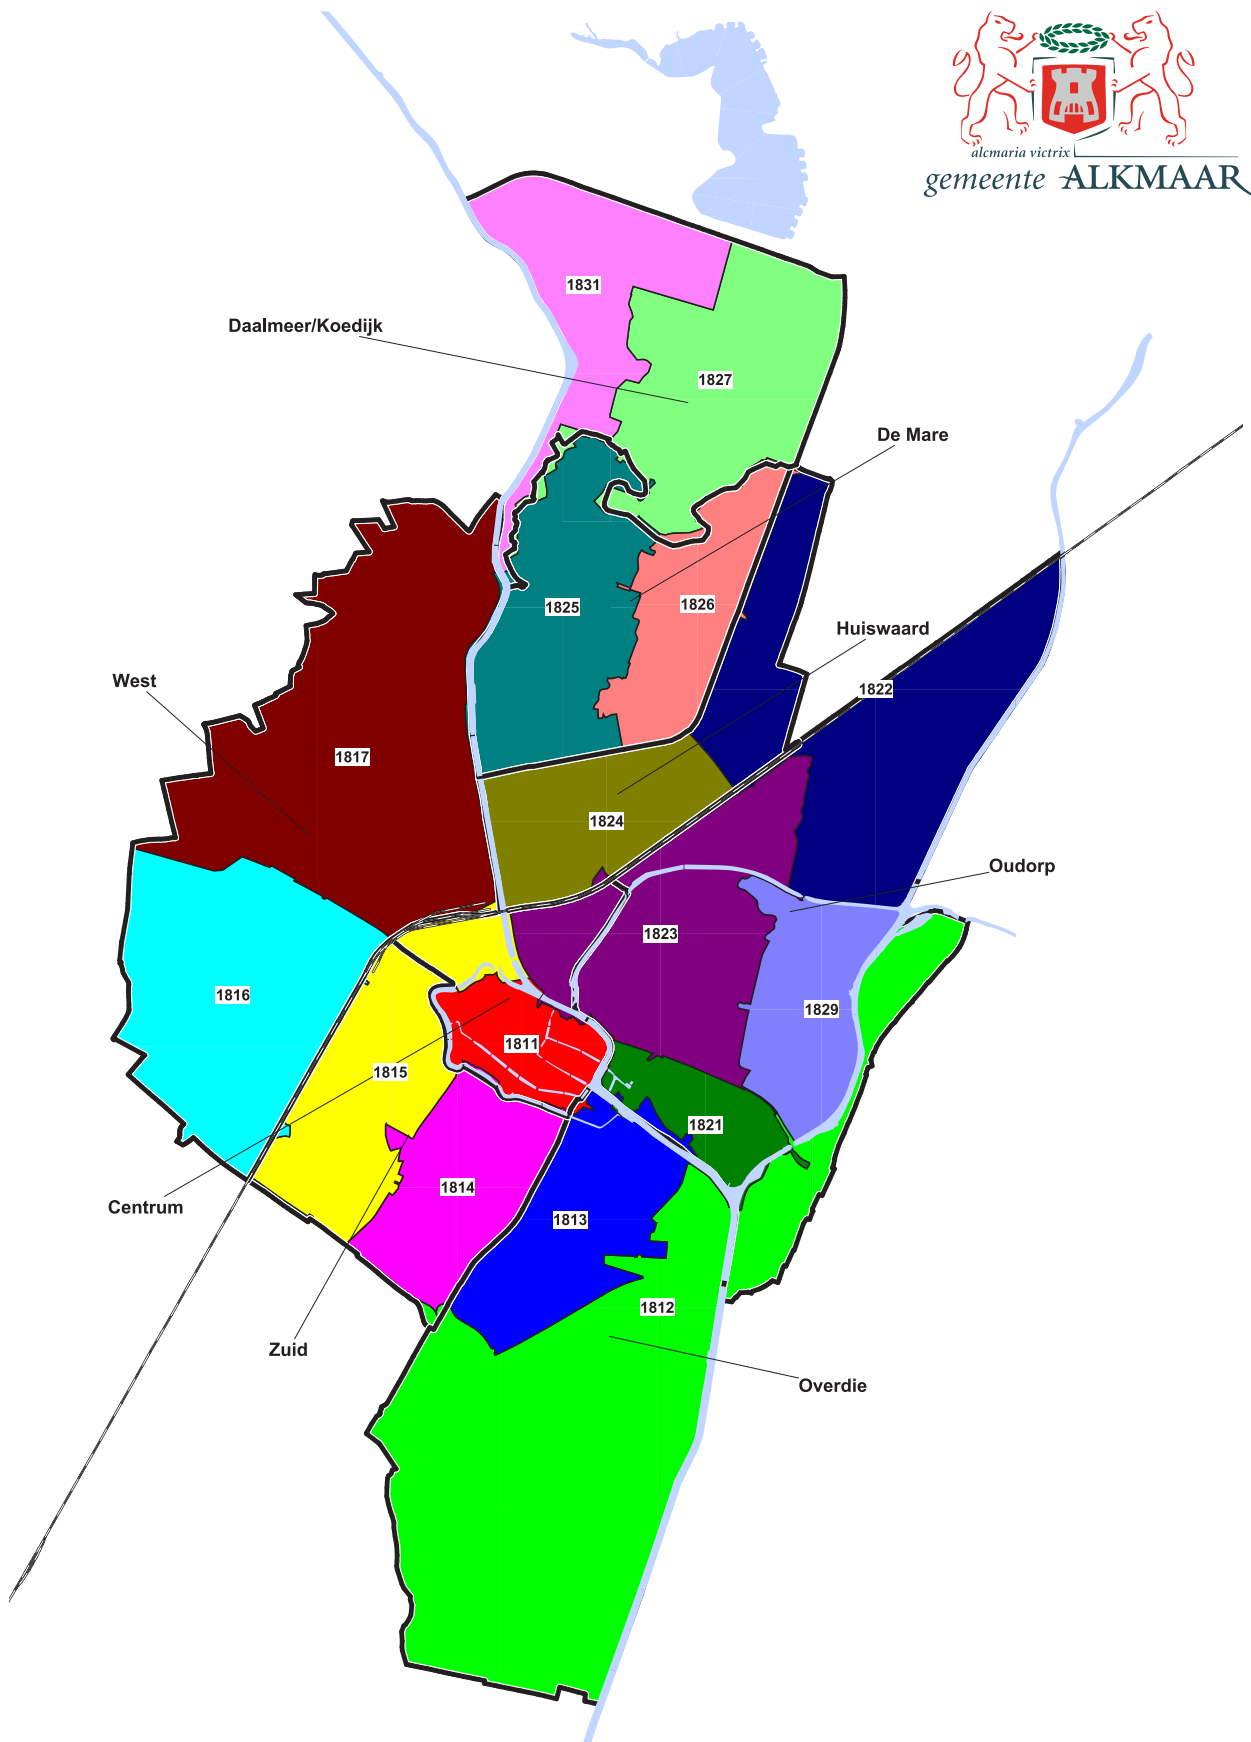 alcmaria victrix
gemeente ALKMAAR
1831
Daalmeer/Koedijk
1827
De Mare
1825
1826
Huiswaard
West
1822
1817
1824
Oudorp
1823
1816
1829
1811
1815
1821
1814
Centrum
1813
1812
Zuid
Overdie